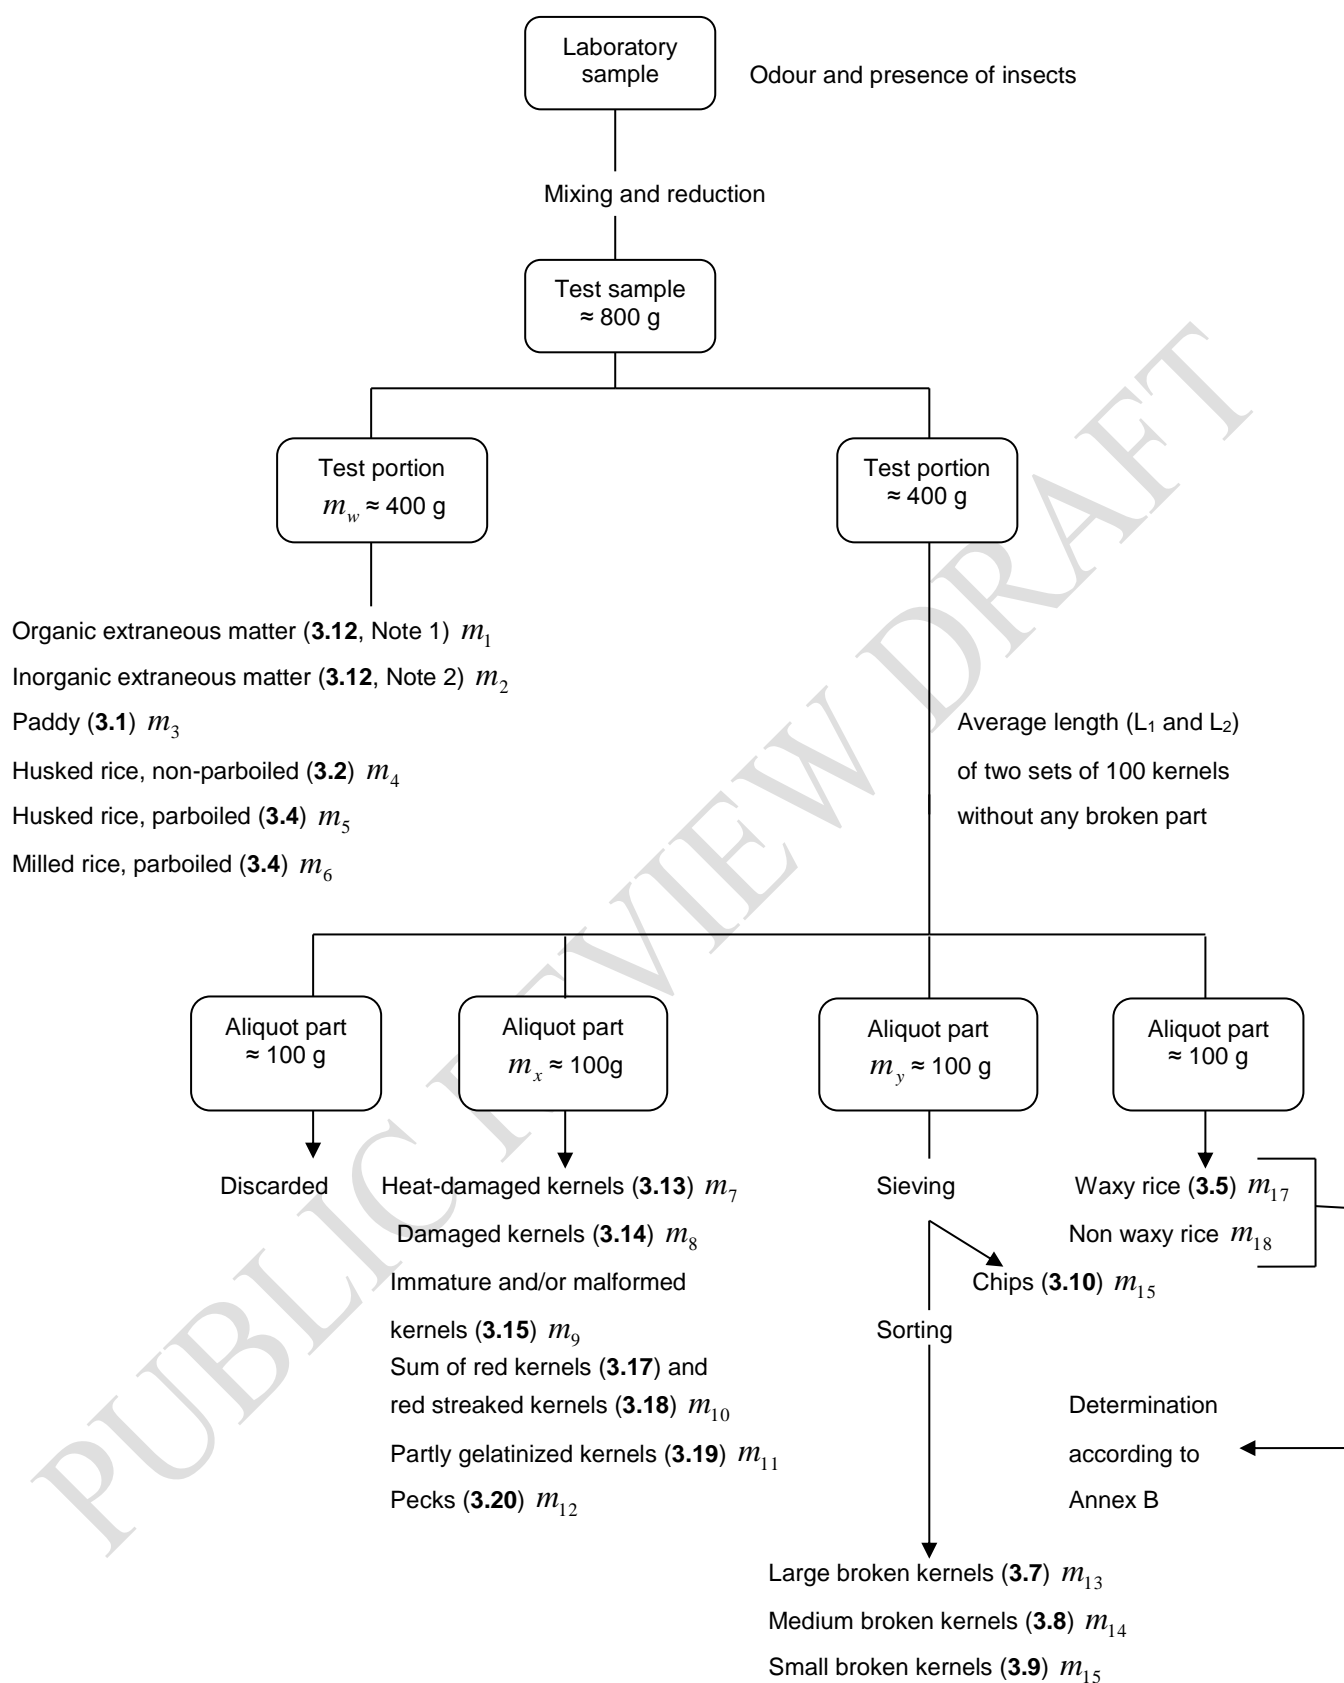 Laboratory
sample
Odour and presence of insects
Mixing and reduction
Test sample
≈ 800 g
Test portion
m_w ≈ 400 g
Test portion
≈ 400 g
Organic extraneous matter (3.12, Note 1) m_1
Inorganic extraneous matter (3.12, Note 2) m_2
Paddy (3.1) m_3
Husked rice, non-parboiled (3.2) m_4
Husked rice, parboiled (3.4) m_5
Milled rice, parboiled (3.4) m_6
Average length (L₁ and L₂)
of two sets of 100 kernels
without any broken part
Aliquot part
≈ 100 g
Aliquot part
m_x ≈ 100g
Aliquot part
m_y ≈ 100 g
Aliquot part
≈ 100 g
Discarded
Heat-damaged kernels (3.13) m_7
Damaged kernels (3.14) m_8
Immature and/or malformed
kernels (3.15) m_9
Sum of red kernels (3.17) and
red streaked kernels (3.18) m_10
Partly gelatinized kernels (3.19) m_11
Pecks (3.20) m_12
Sieving
Chips (3.10) m_15
Sorting
Large broken kernels (3.7) m_13
Medium broken kernels (3.8) m_14
Small broken kernels (3.9) m_15
Waxy rice (3.5) m_17
Non waxy rice m_18
Determination
according to
Annex B
PUBLIC REVIEW DRAFT